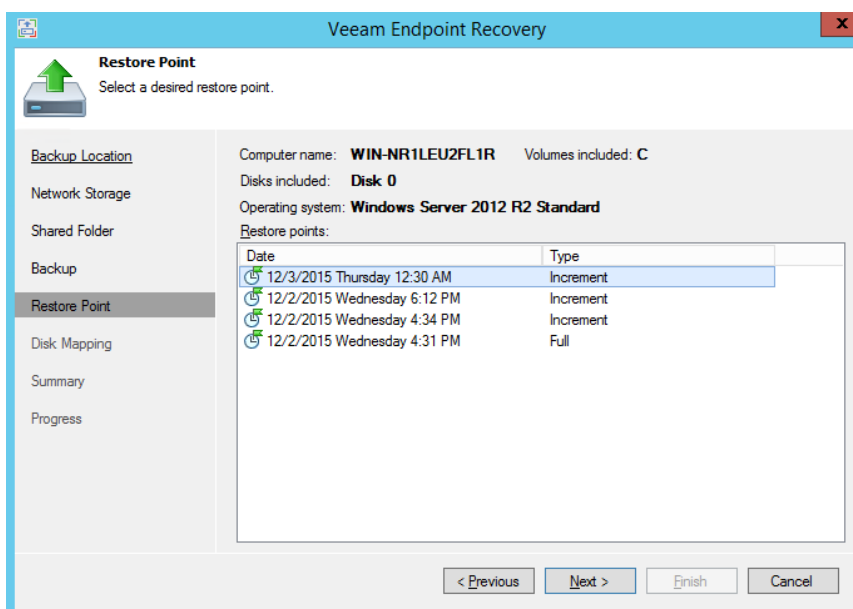 Veeam Endpoint Recovery
x
Restore Point
Select a desired restore point.
Backup Location
Network Storage
Shared Folder
Backup
Restore Point
Disk Mapping
Summary
Progress
Computer name: WIN-NR1LEU2FL1R Volumes included: C
Disks included: Disk 0
Operating system: Windows Server 2012 R2 Standard
Restore points:
Date Type
12/3/2015 Thursday 12:30 AM Increment
12/2/2015 Wednesday 6:12 PM Increment
12/2/2015 Wednesday 4:34 PM Increment
12/2/2015 Wednesday 4:31 PM Full
< Previous Next > Finish Cancel